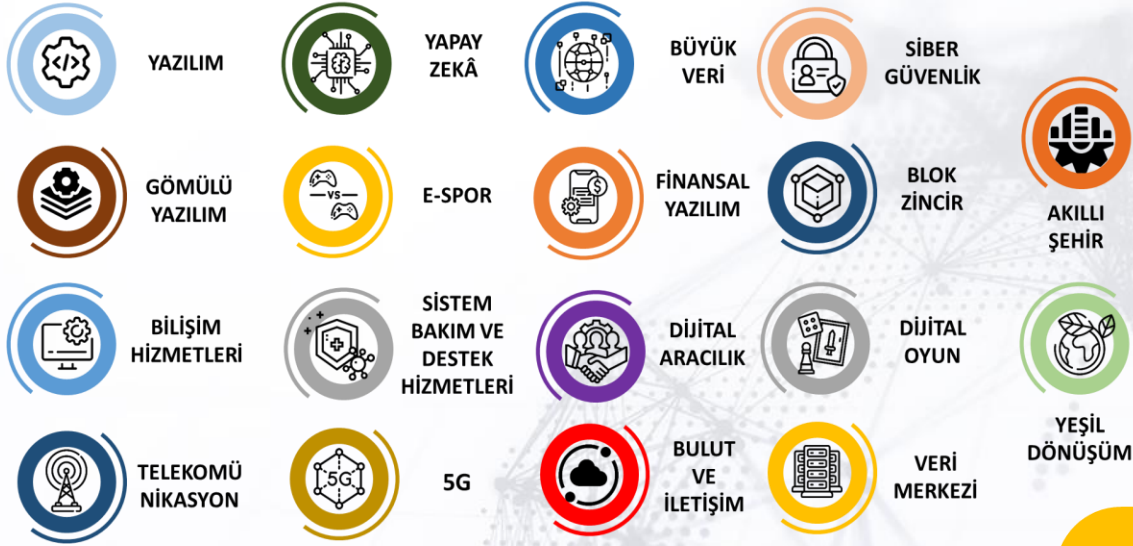 YAZILIM
YAPAY
ZEKÂ
BÜYÜK
VERİ
SİBER
GÜVENLİK
GÖMÜLÜ
YAZILIM
VS
E-SPOR
FİNANSAL
YAZILIM
BLOK
ZİNCİR
AKILLI
ŞEHİR
BİLİŞİM
HİZMETLERİ
SİSTEM
BAKIM VE
DESTEK
HİZMETLERİ
DİJİTAL
ARACILIK
DİJİTAL
OYUN
YEŞİL
DÖNÜŞÜM
TELEKOMÜ
NİKASYON
5G
5G
BULUT
VE
İLETİŞİM
VERİ
MERKEZİ